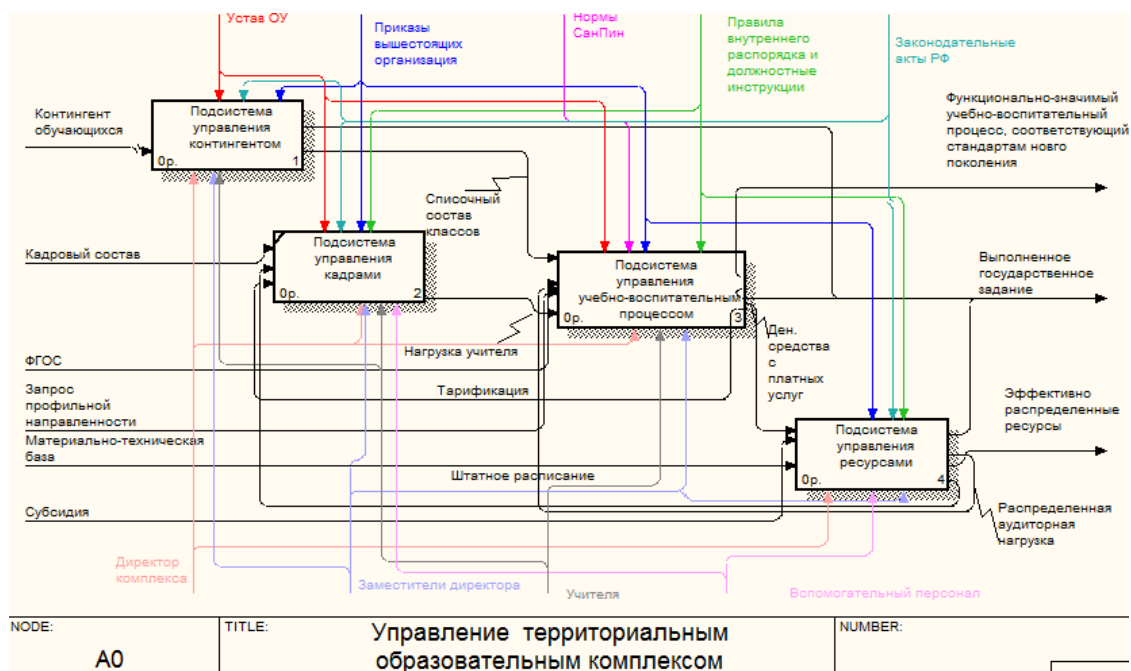 Устав ОУ
Приказы
вышестоящих
организация
Нормы
СанПин
Правила
внутреннего
распорядка и
должностные
инструкции
Законодательные
акты РФ
Контингент
обучающихся
Подсистема
управления
контингентом
0р.
1
Функционально-значимый
учебно-воспитательный
процесс, соответствующий
стандартам нового
поколения
Списочный
состав
классов
Кадровый состав
Подсистема
управления
кадрами
0р.
2
Подсистема
управления
учебно-воспитательным
процессом
0р.
3
Выполненное
государственное
задание
Нагрузка учителя
Ден.
средства
с
платных
услуг
ФГОС
Тарификация
Запрос
профильной
направленности
Материально-техническая
база
Эффективно
распределенные
ресурсы
Подсистема
управления
ресурсами
0р.
4
Штатное расписание
Субсидия
Распределенная
аудиторная
нагрузка
Директор
комплекса
Заместители директора
Учителя
Вспомогательный персонал
NODE:
A0
TITLE:
Управление территориальным
образовательным комплексом
NUMBER: